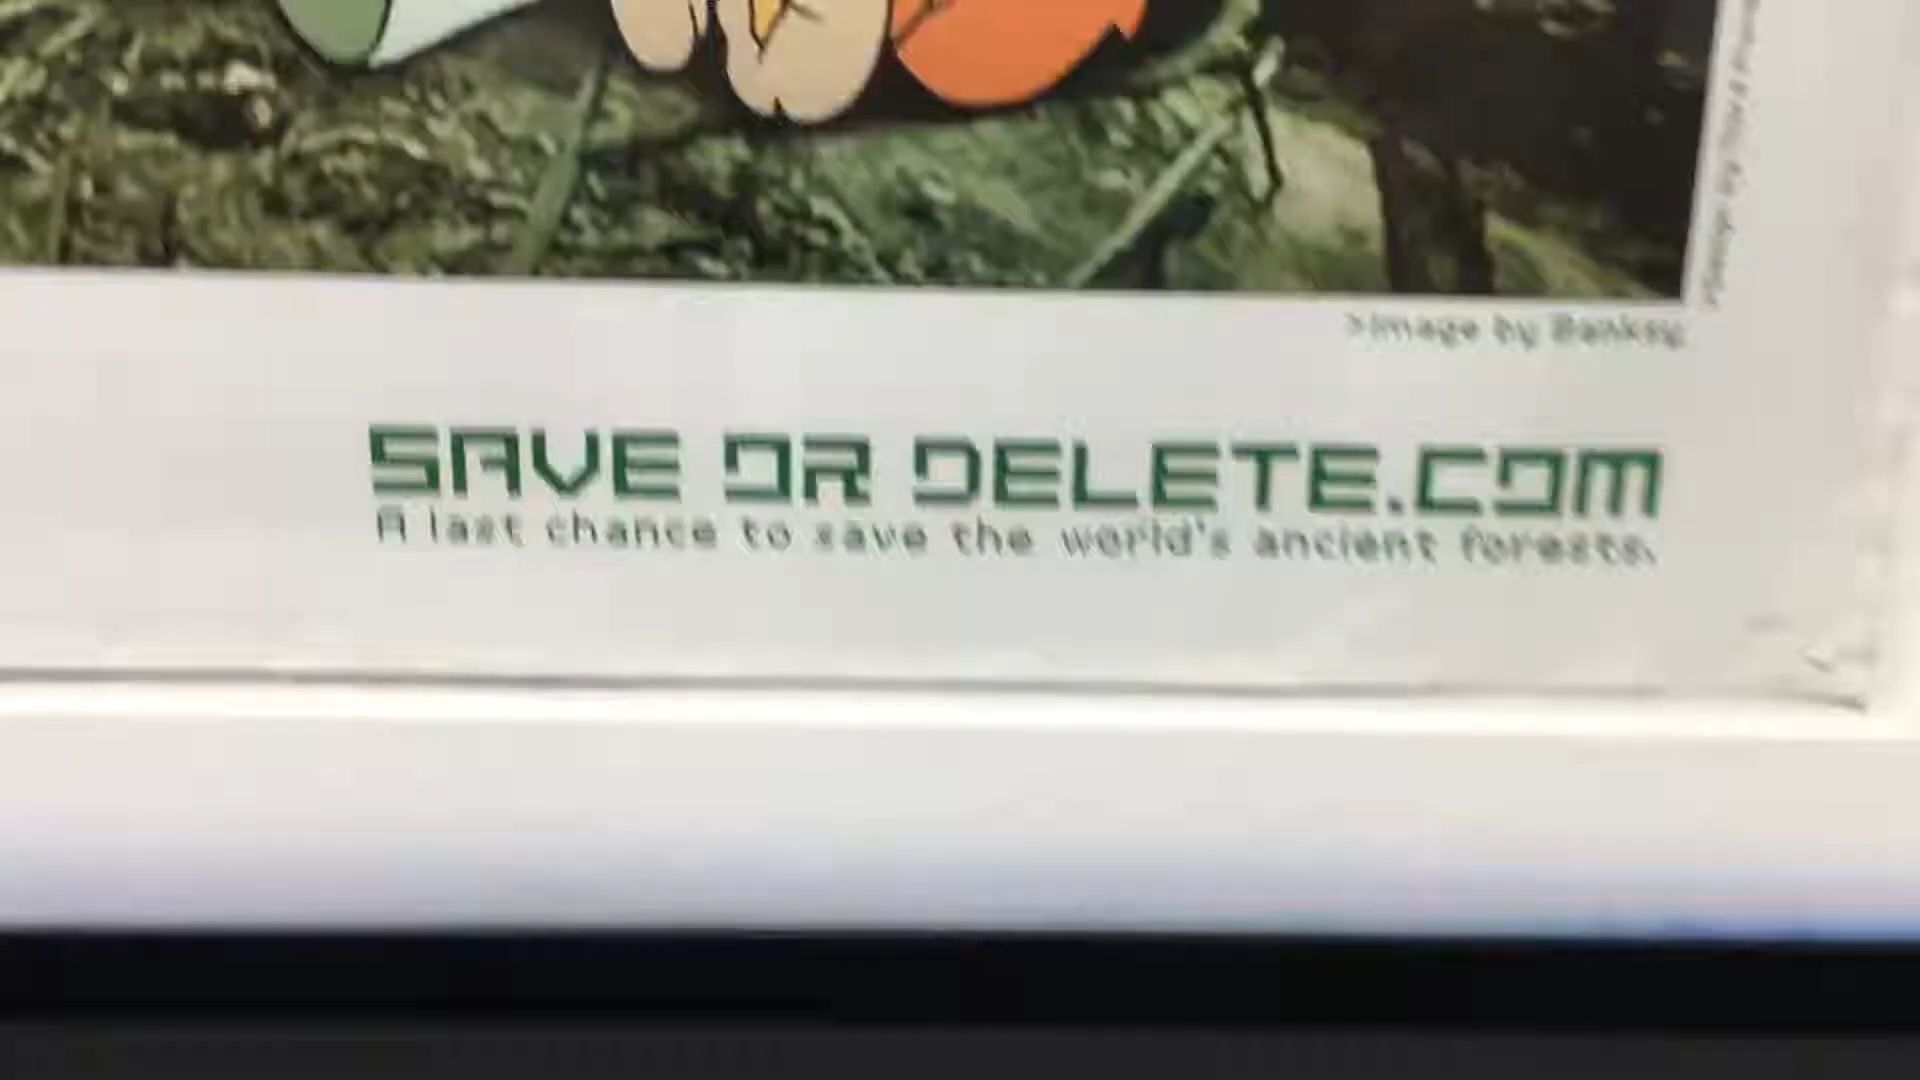 >Image by Banksy.
SAVE OR DELETE.COM
A last chance to save the world's ancient forests.